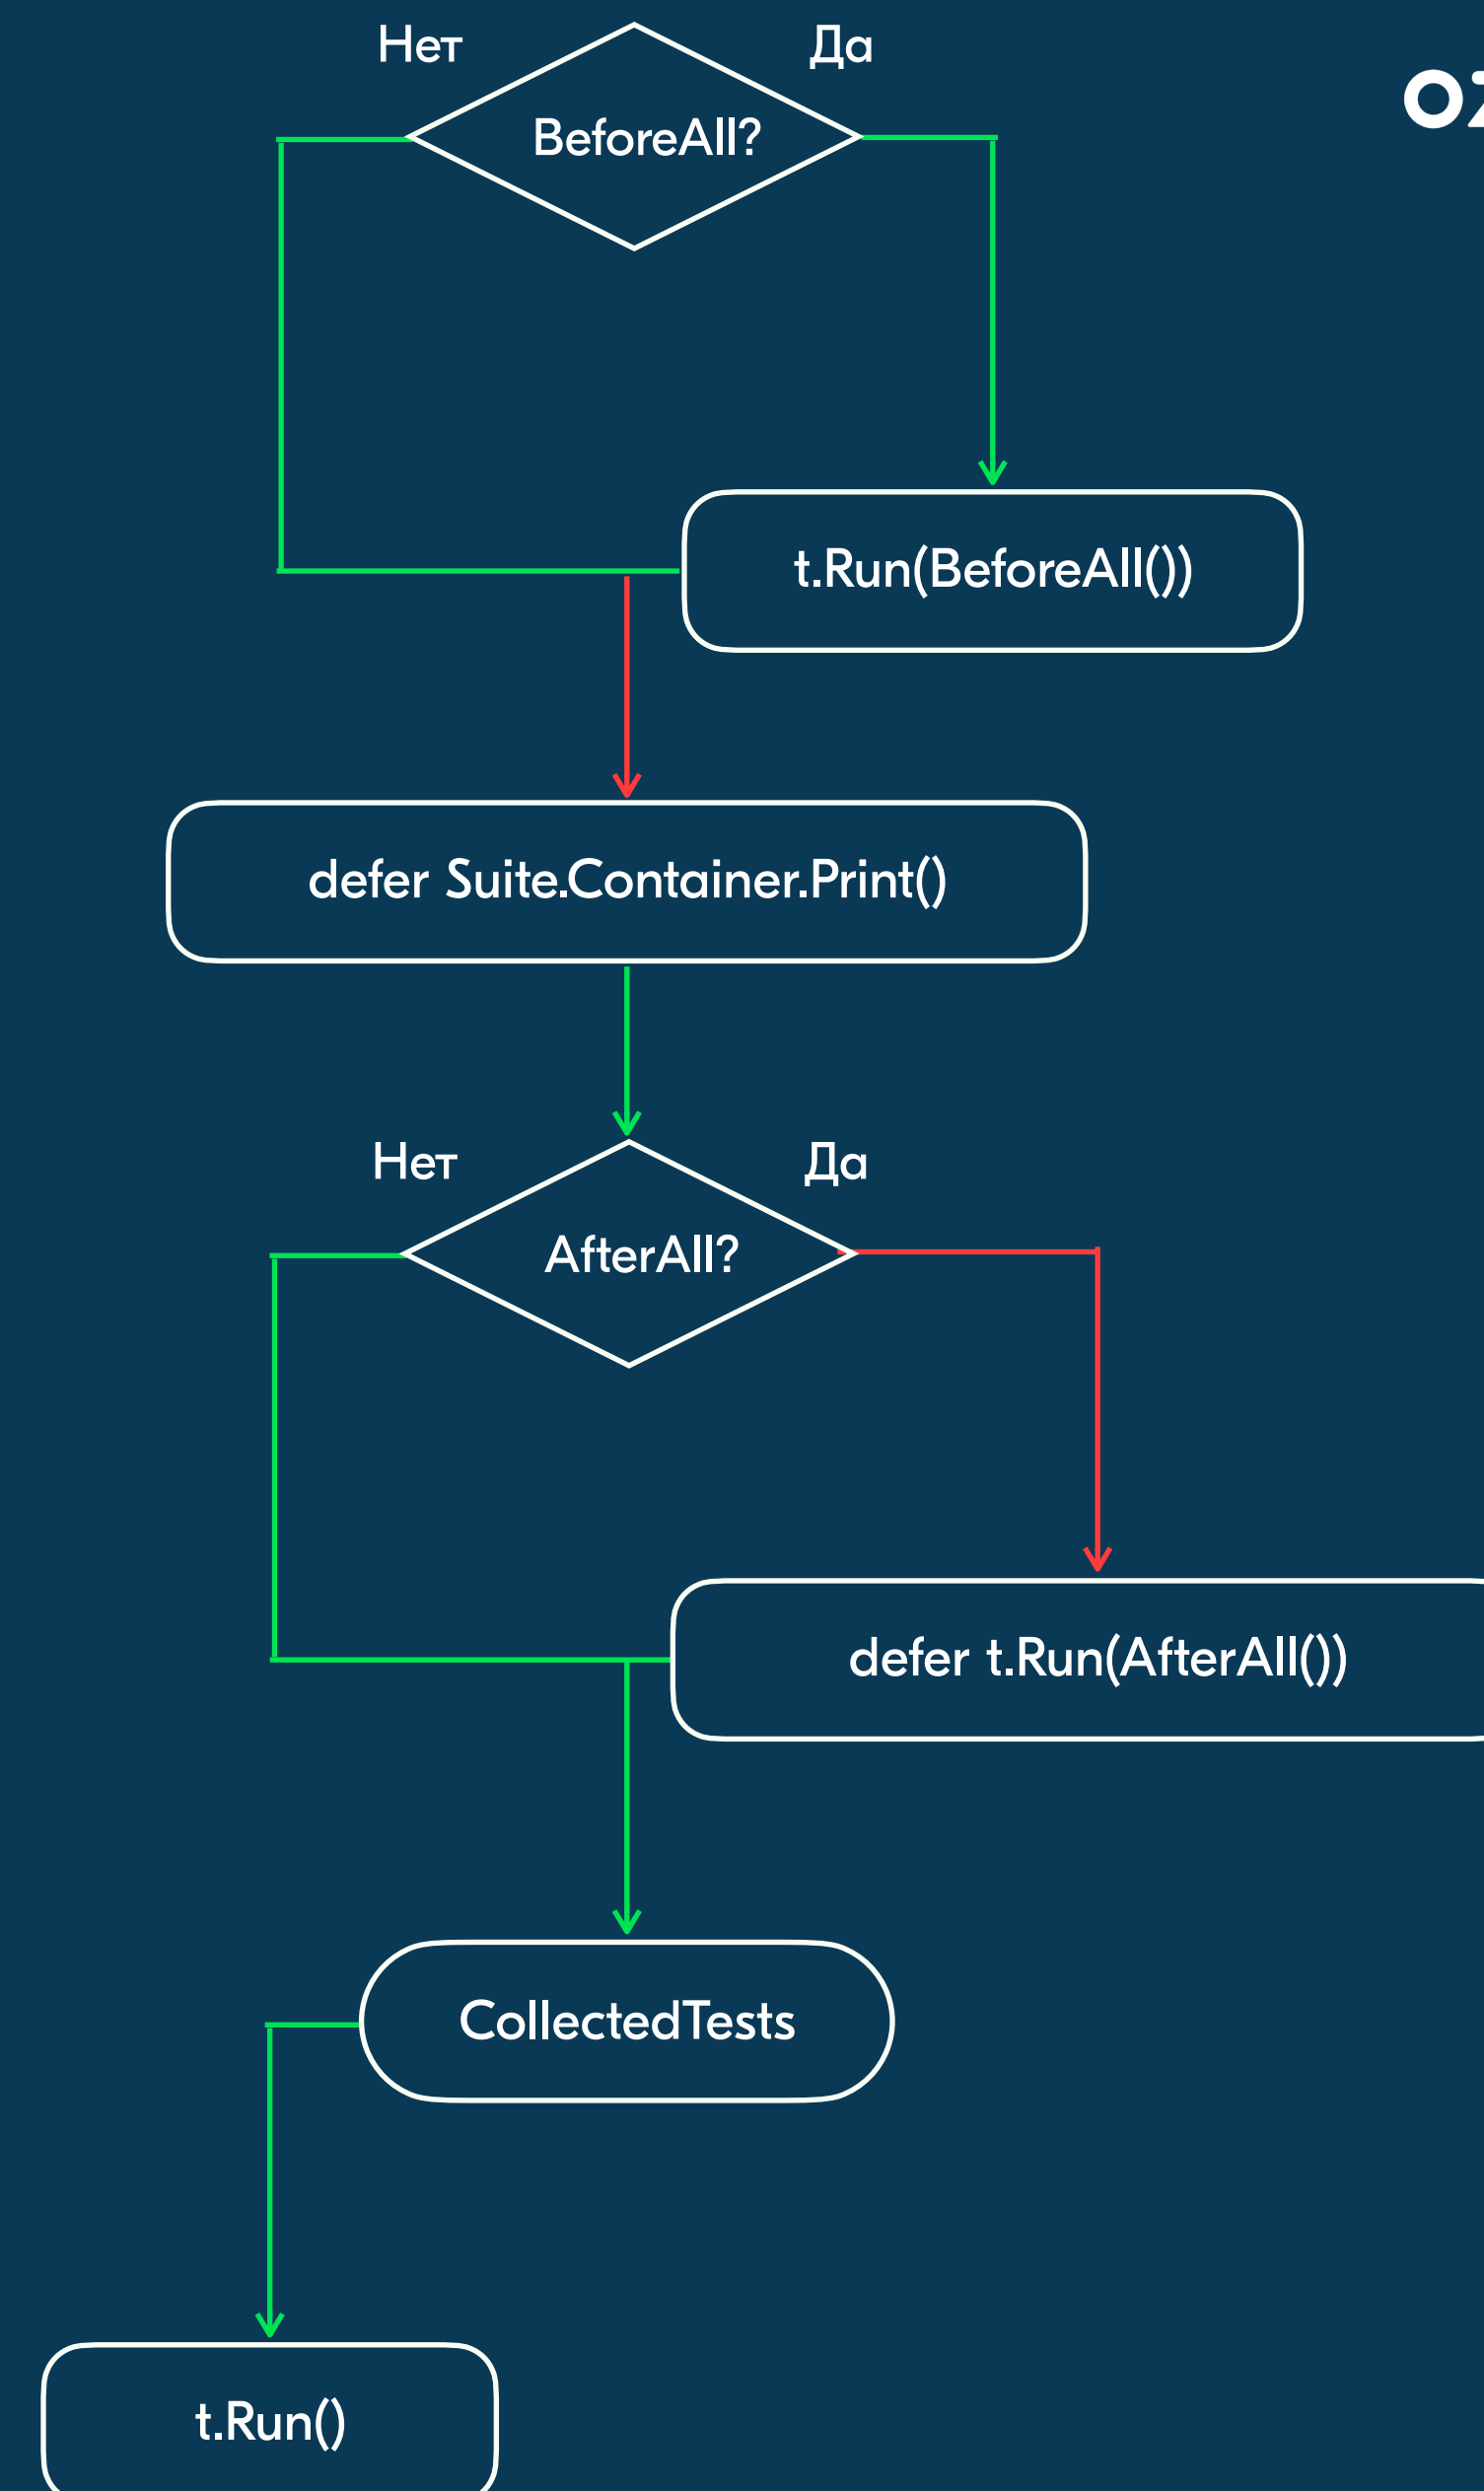 Нет
Да
BeforeAll?
t.Run(BeforeAll())
defer Suite.Container.Print()
Нет
Да
AfterAll?
defer t.Run(AfterAll())
CollectedTests
t.Run()